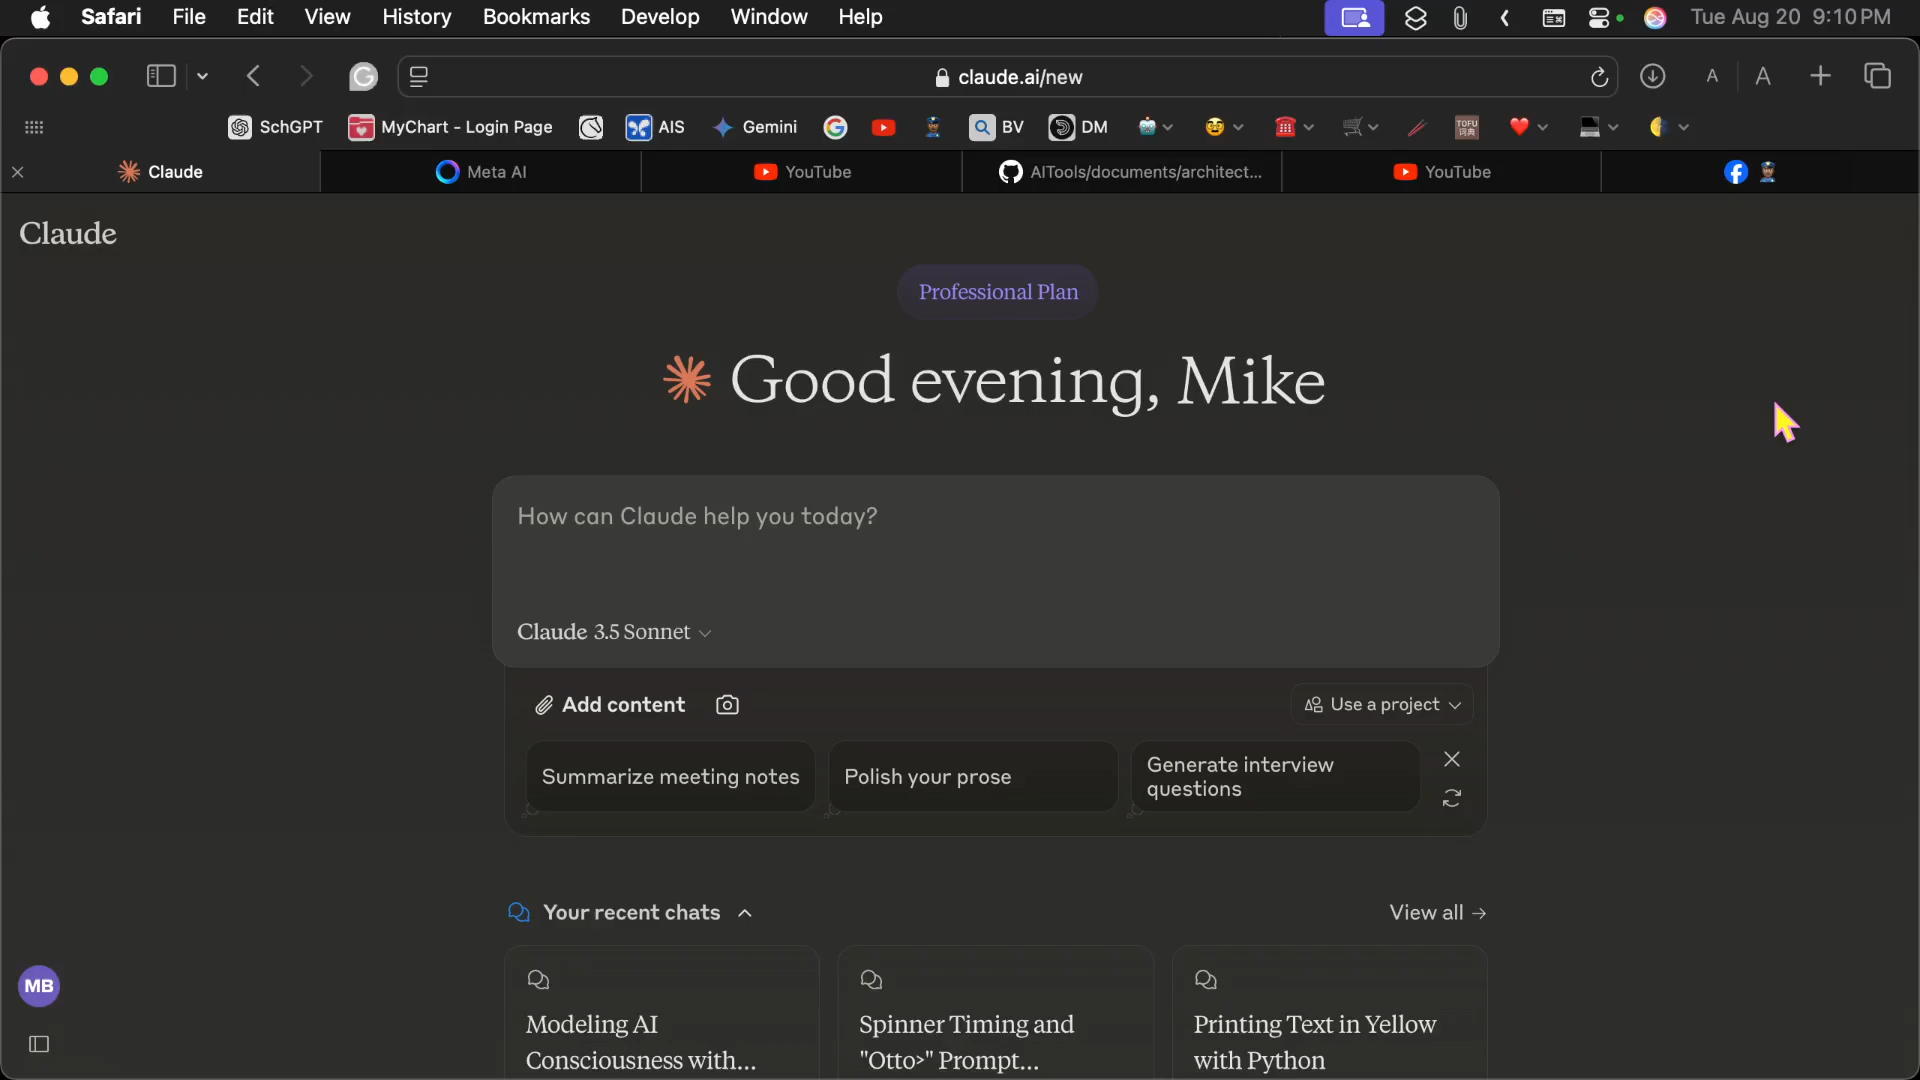 Safari File Edit View History Bookmarks Develop Window Help Tue Aug 20 9:10 PM
claude.ai/new A A
SchGPT MyChart - Login Page AIS Gemini BV DM TOFU 词典
Claude Meta AI YouTube AITools/documents/architect... YouTube
Claude
Professional Plan
Good evening, Mike
How can Claude help you today?
Claude 3.5 Sonnet
Add content Use a project
Summarize meeting notes Polish your prose Generate interview
questions
Your recent chats View all →
MB
Modeling AI Spinner Timing and Printing Text in Yellow
Consciousness with... "Otto>" Prompt... with Python